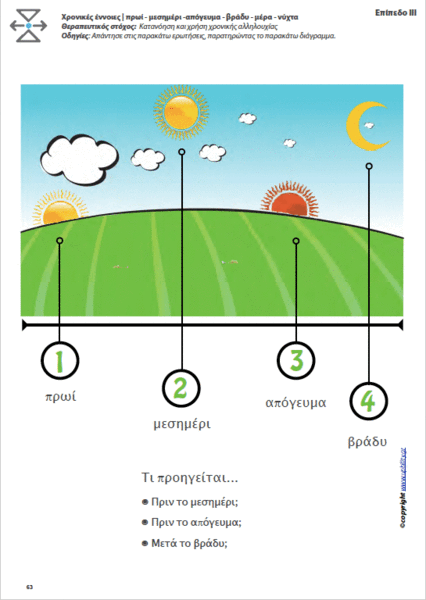 Χρονικές έννοιες | πρωί - μεσημέρι -απόγευμα - βράδυ - μέρα - νύχτα
Επίπεδο ΙΙΙ
Θεραπευτικός στόχος: Κατανόηση και χρήση χρονικής αλληλουχίας
Οδηγίες: Απάντησε στις παρακάτω ερωτήσεις, παρατηρώντας το παρακάτω διάγραμμα.
1
πρωί
2
μεσημέρι
3
απόγευμα
4
βράδυ
Τι προηγείται...
Πριν το μεσημέρι;
Πριν το απόγευμα;
Μετά το βράδυ;
©copyright
63